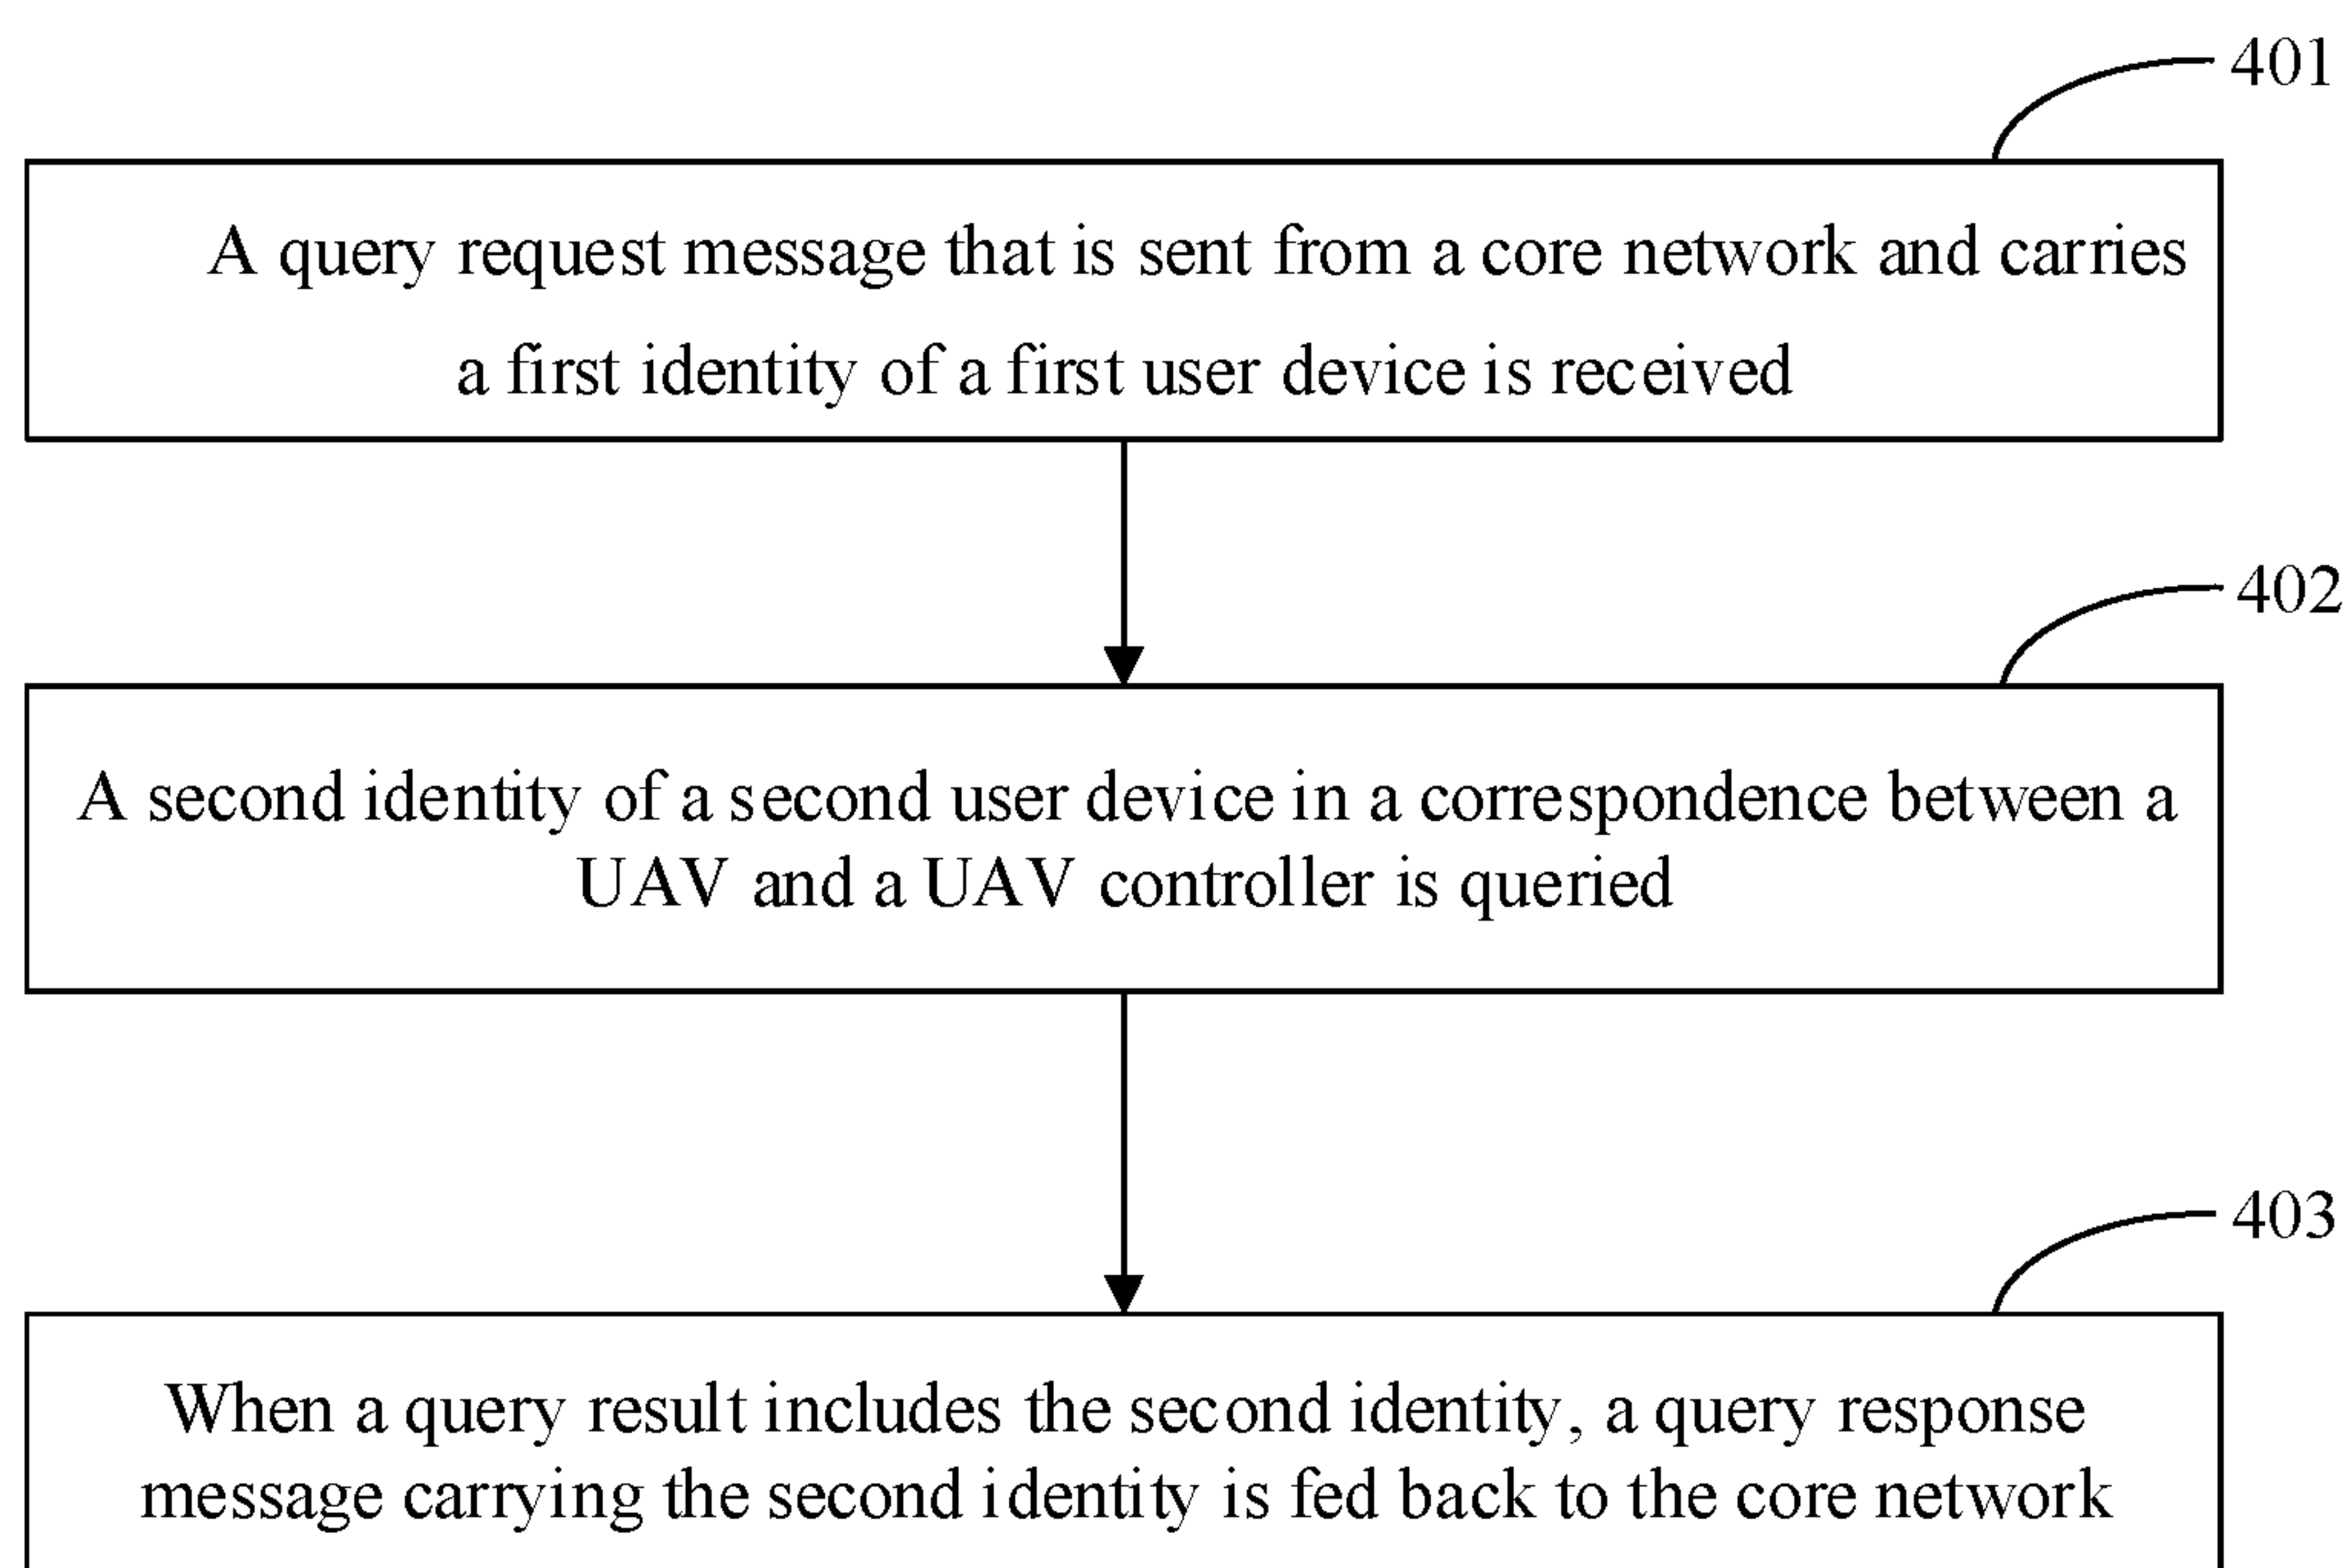 401
A query request message that is sent from a core network and carries
a first identity of a first user device is received
402
A second identity of a second user device in a correspondence between a
UAV and a UAV controller is queried
403
When a query result includes the second identity, a query response
message carrying the second identity is fed back to the core network